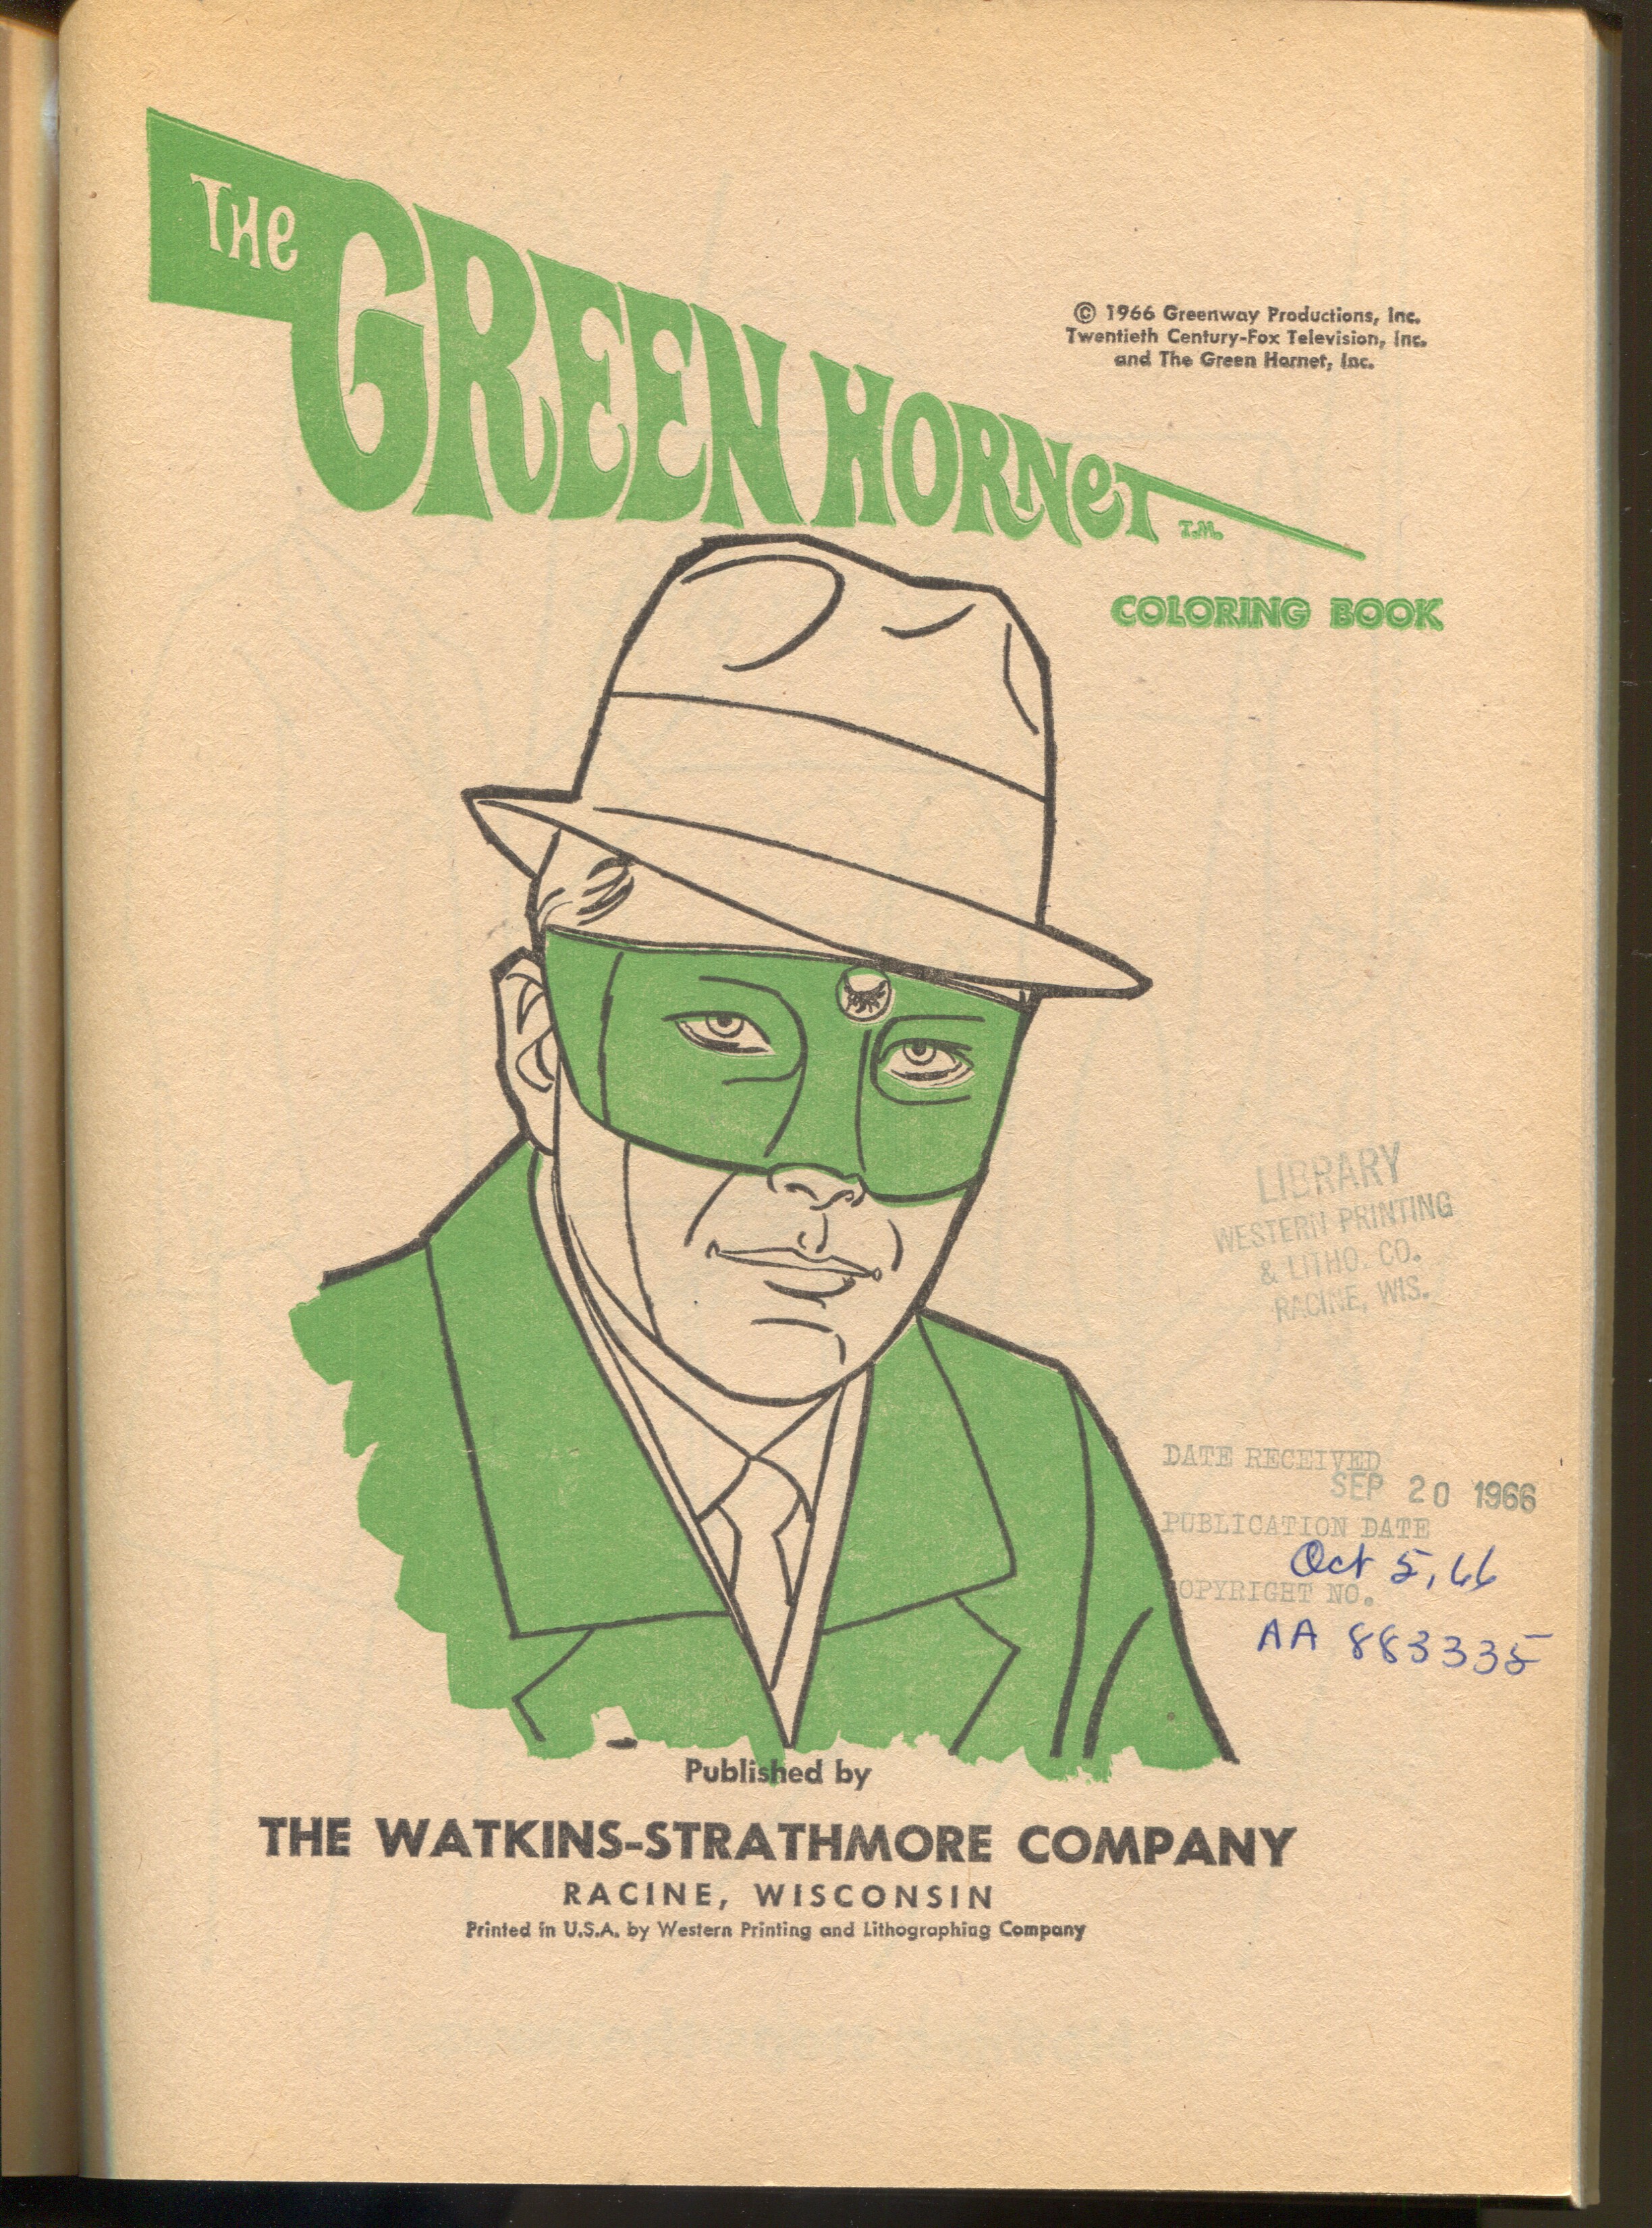 THE
GREEN HORNET
T.M.
© 1966 Greenway Productions, Inc.
Twentieth Century-Fox Television, Inc.
and The Green Hornet, Inc.
COLORING BOOK
LIBRARY
WESTERN PRINTING
& LITHO. CO.
RACINE, WIS.
DATE RECEIVED
SEP 20 1966
PUBLICATION DATE
Oct 5, 66
OPYRIGHT NO.
AA 883335
Published by
THE WATKINS-STRATHMORE COMPANY
RACINE, WISCONSIN
Printed in U.S.A. by Western Printing and Lithographing Company